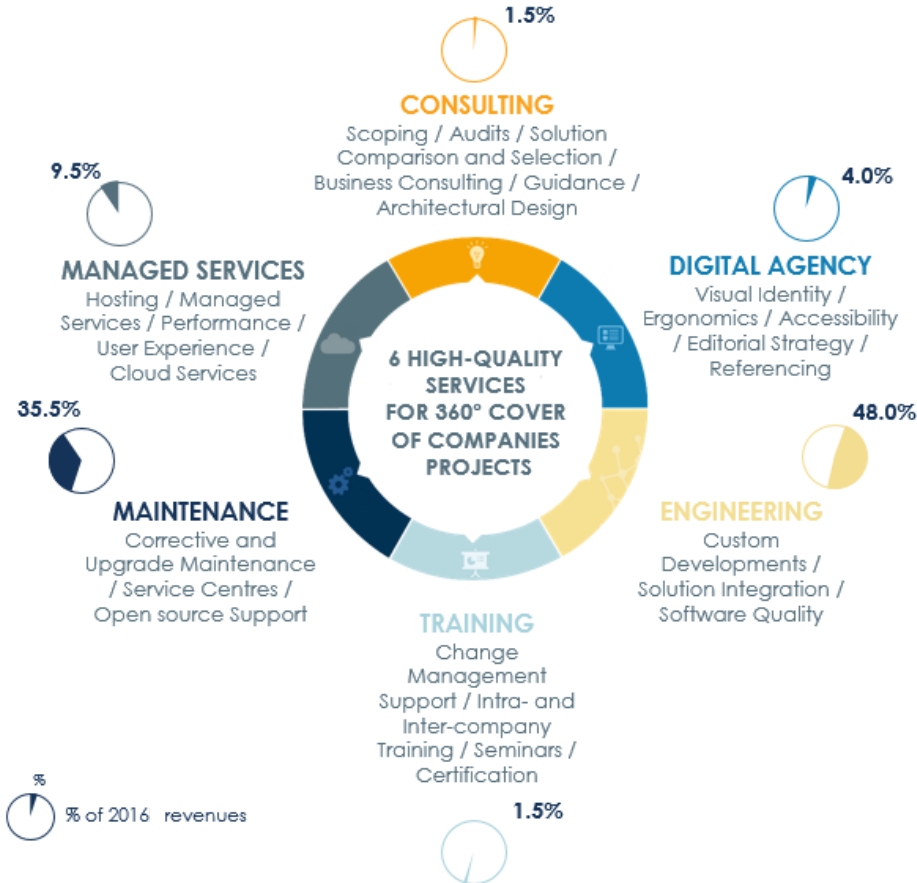 1.5%
CONSULTING
Scoping / Audits / Solution
Comparison and Selection /
Business Consulting / Guidance /
Architectural Design
9.5%
MANAGED SERVICES
Hosting / Managed
Services / Performance /
User Experience /
Cloud Services
4.0%
DIGITAL AGENCY
Visual Identity /
Ergonomics / Accessibility
/ Editorial Strategy /
Referencing
6 HIGH-QUALITY
SERVICES
FOR 360° COVER
OF COMPANIES
PROJECTS
35.5%
MAINTENANCE
Corrective and
Upgrade Maintenance
/ Service Centres /
Open source Support
48.0%
ENGINEERING
Custom
Developments /
Solution Integration /
Software Quality
TRAINING
Change
Management
Support / Intra- and
Inter-company
Training / Seminars /
Certification
1.5%
%
% of 2016 revenues